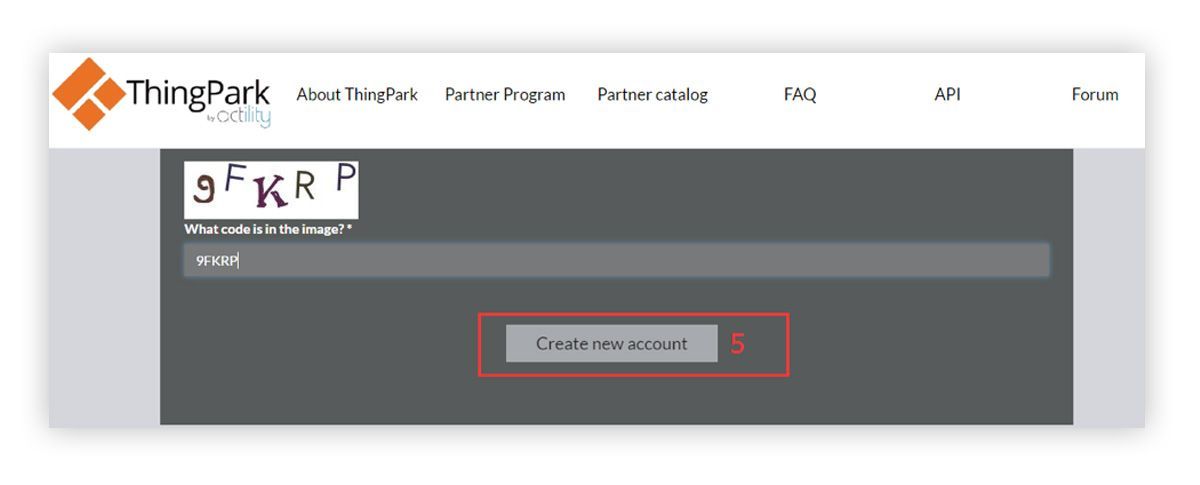 ThingPark
by actility
About ThingPark
Partner Program
Partner catalog
FAQ
API
Forum
9FKRP
What code is in the image? *
9FKRP
Create new account
5